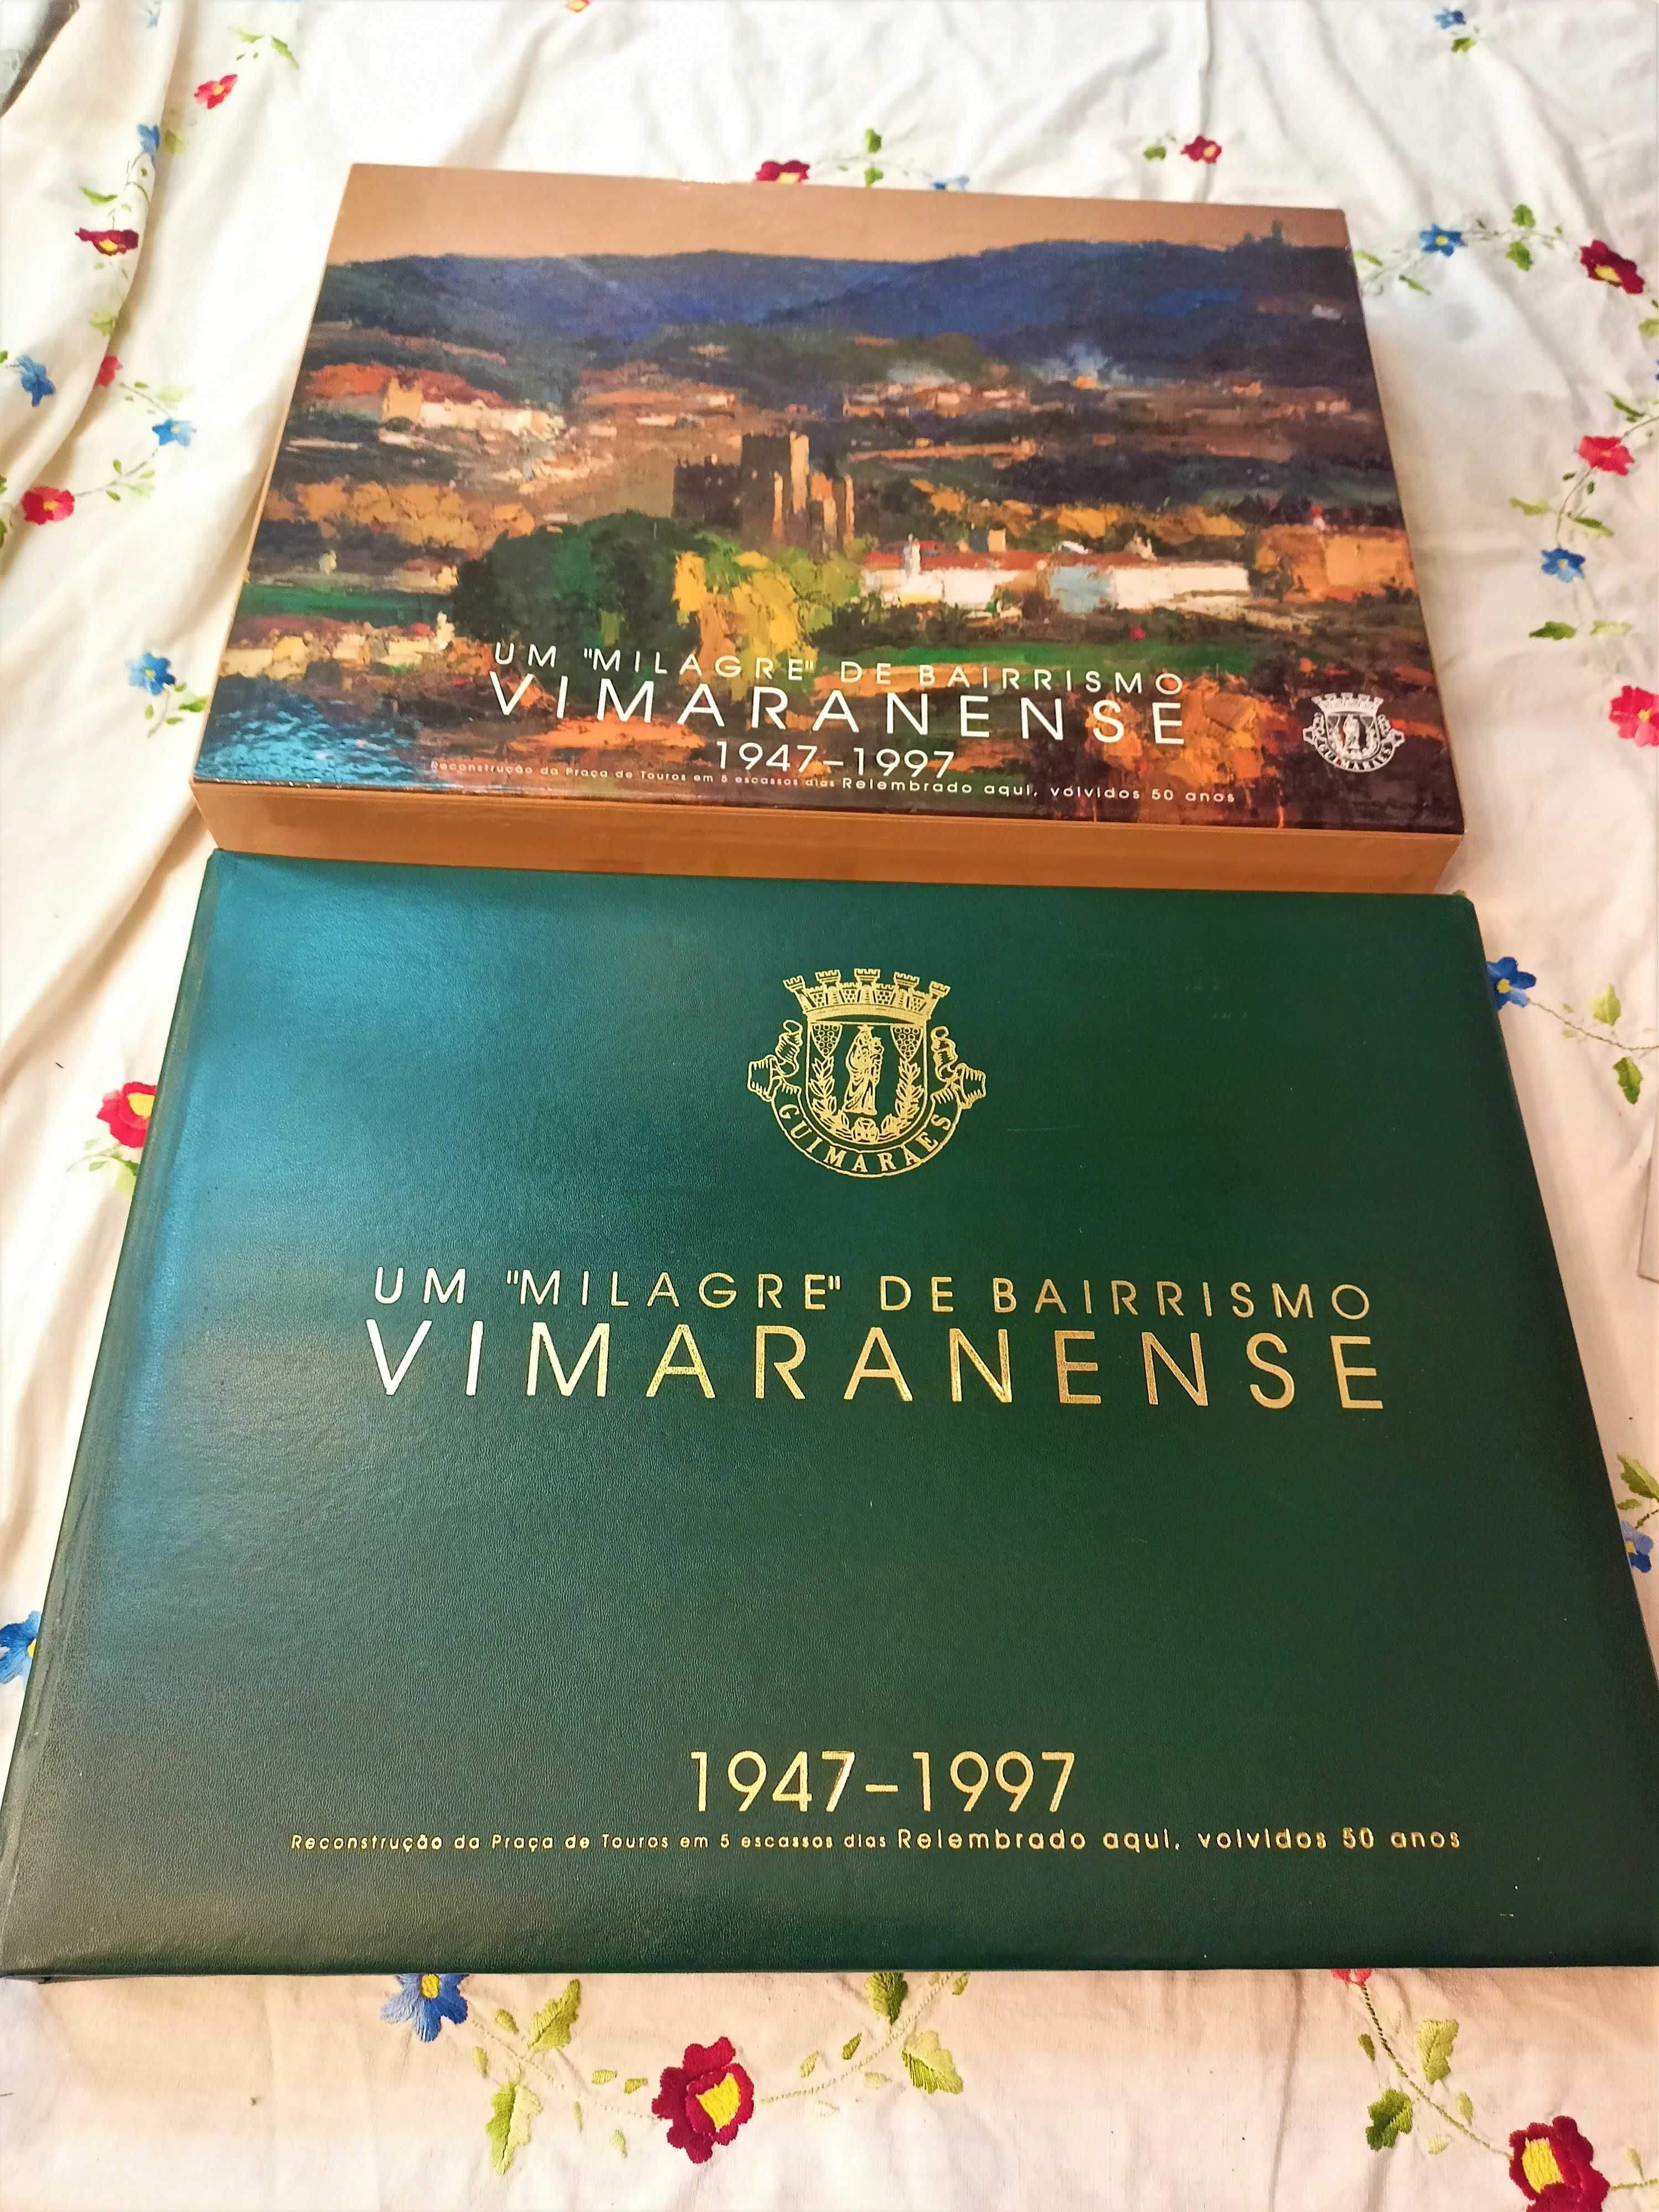 UM "MILAGRE" DE BAIRRISMO
VIMARANENSE
1947-1997
Reconstrução da Praça de Touros em 5 escassos dias Relembrado aqui, volvidos 50 anos
GUIMARÃES
GUIMARÃES
UM "MILAGRE" DE BAIRRISMO
VIMARANENSE
1947-1997
Reconstrução da Praça de Touros em 5 escassos dias Relembrado aqui, volvidos 50 anos